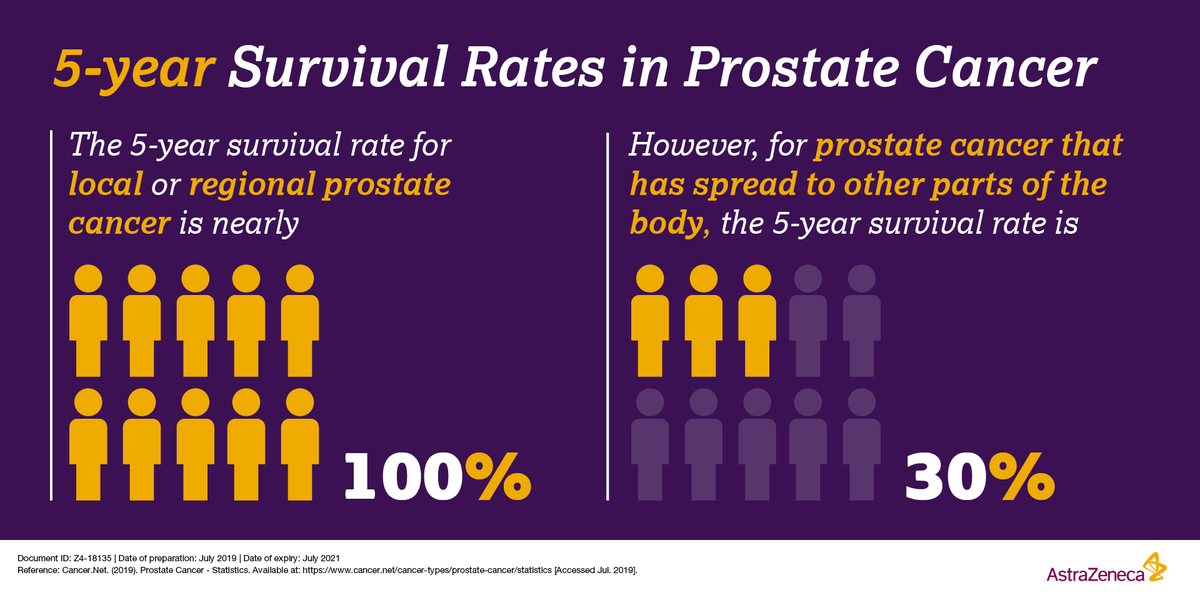 5-year Survival Rates in Prostate Cancer
The 5-year survival rate for
local or regional prostate
cancer is nearly
100%
However, for prostate cancer that
has spread to other parts of the
body, the 5-year survival rate is
30%
Document ID: Z4-18135 | Date of preparation: July 2019 | Date of expiry: July 2021
Reference: Cancer.Net. (2019). Prostate Cancer - Statistics. Available at: https://www.cancer.net/cancer-types/prostate-cancer/statistics [Accessed Jul. 2019].
AstraZeneca